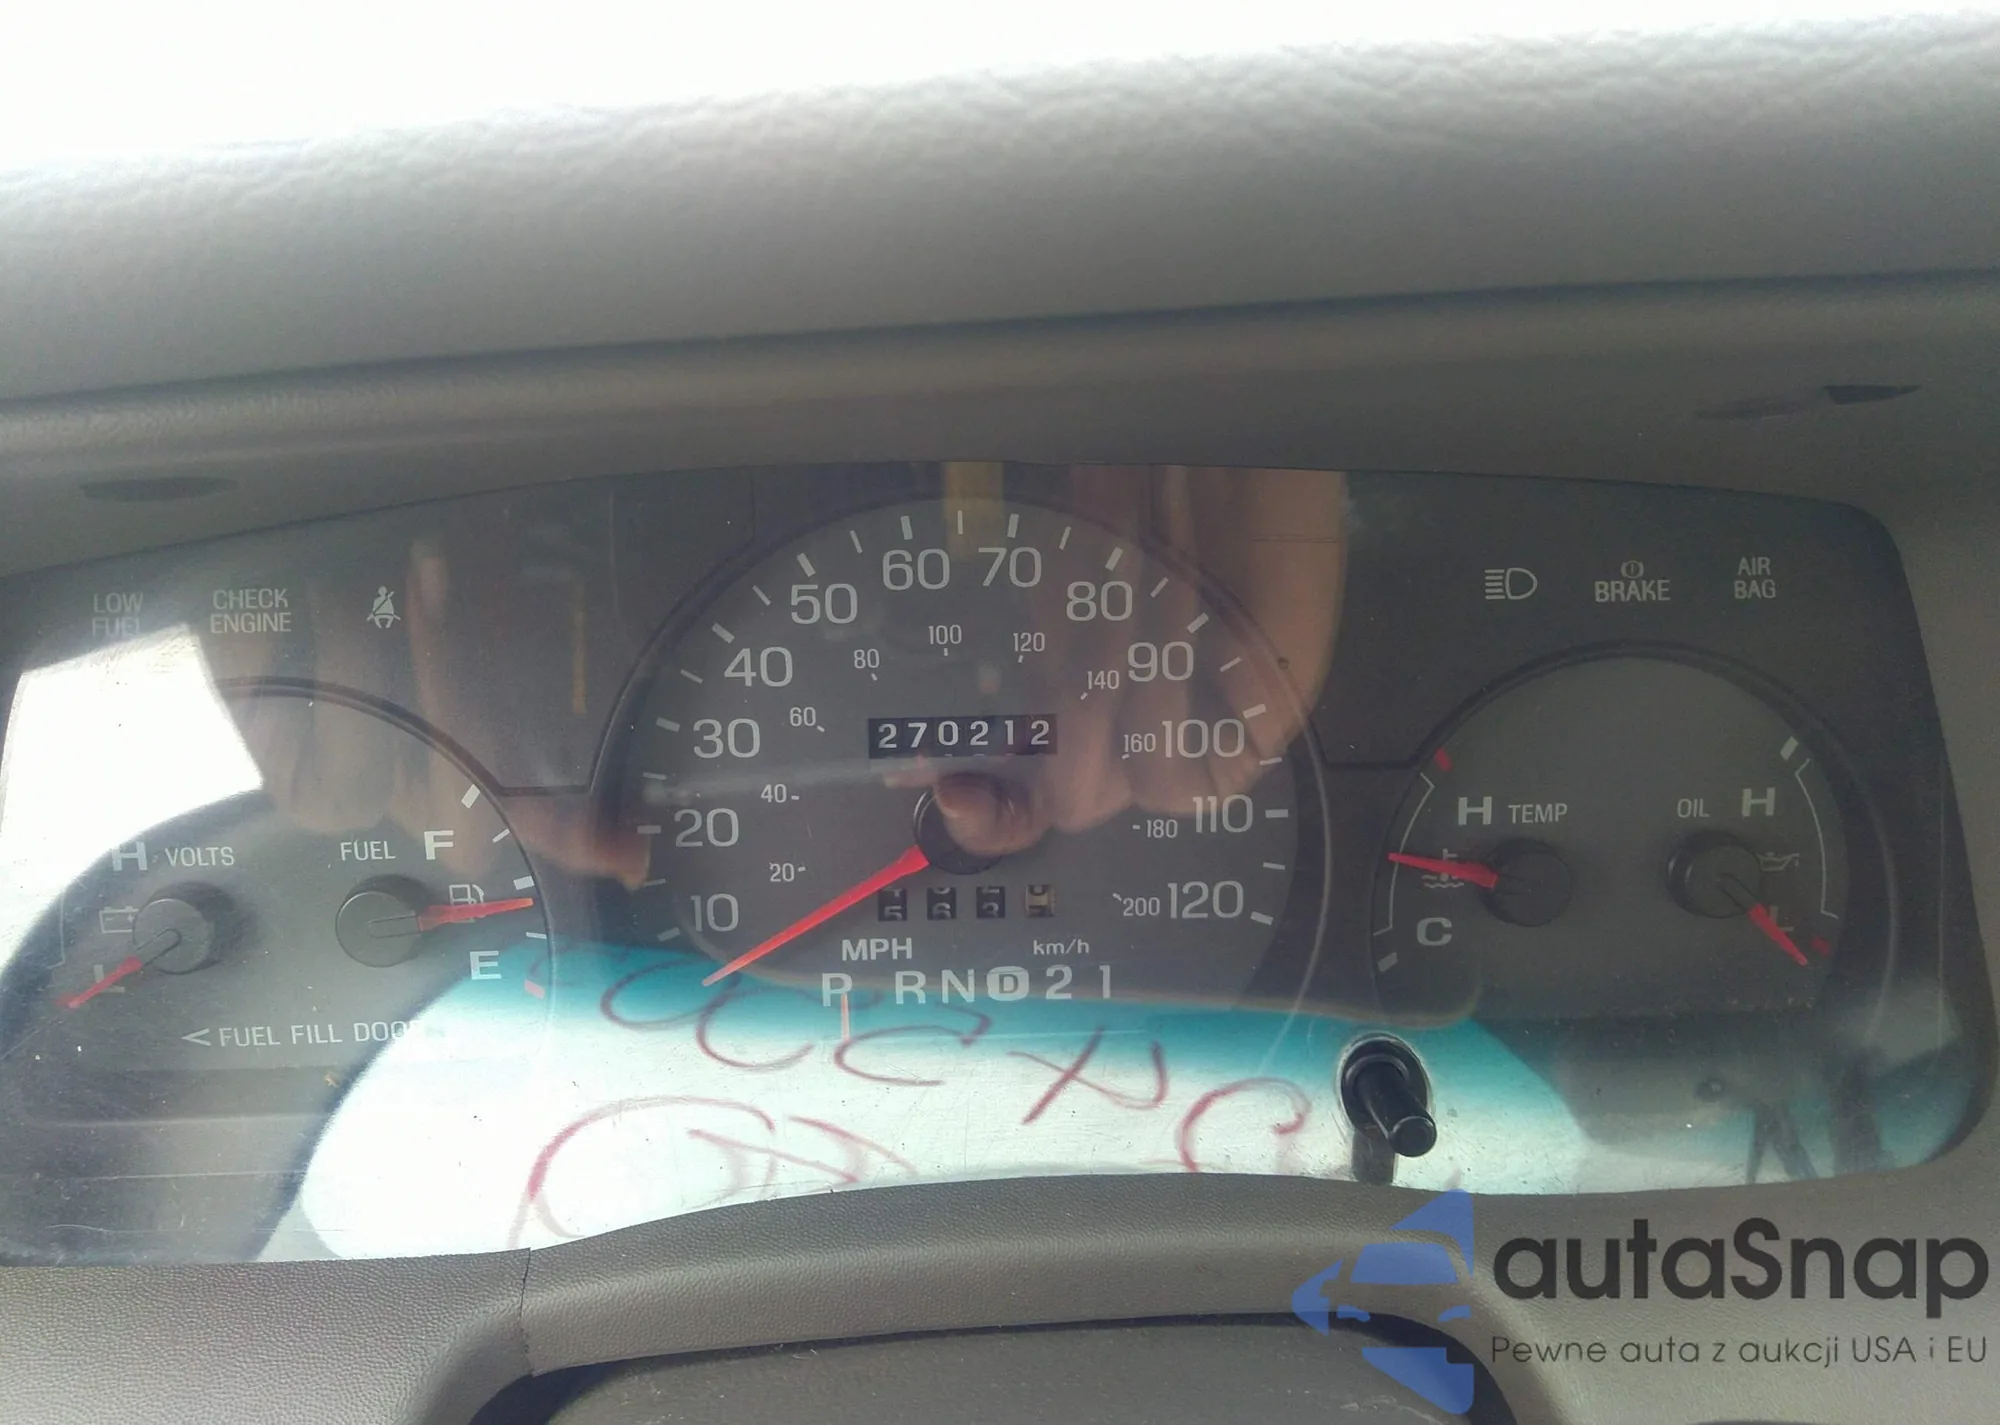 LOW FUEL
CHECK ENGINE
BRAKE
AIR BAG
10 20 30 40 50 60 70 80 90 100 110 120
20 40 60 80 100 120 140 160 180 200
270212
MPH
km/h
P R N D 2 1
H VOLTS
L
FUEL F
E
< FUEL FILL DOOR
H TEMP
C
OIL H
L
autaSnap
Pewne auta z aukcji USA i EU